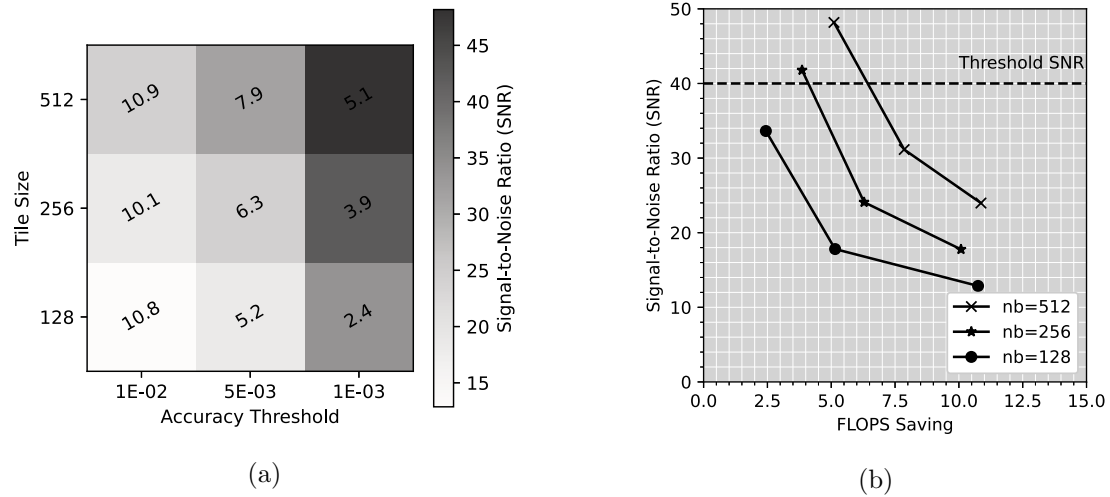 512
256
128
Tile Size
10.9 7.9 5.1
10.1 6.3 3.9
10.8 5.2 2.4
1E-02 5E-03 1E-03
Accuracy Threshold
45
40
35
30
25
20
15
Signal-to-Noise Ratio (SNR)
(a)
50
40
30
20
10
0
Signal-to-Noise Ratio (SNR)
Threshold SNR
nb=512
nb=256
nb=128
0.0 2.5 5.0 7.5 10.0 12.5 15.0
FLOPS Saving
(b)